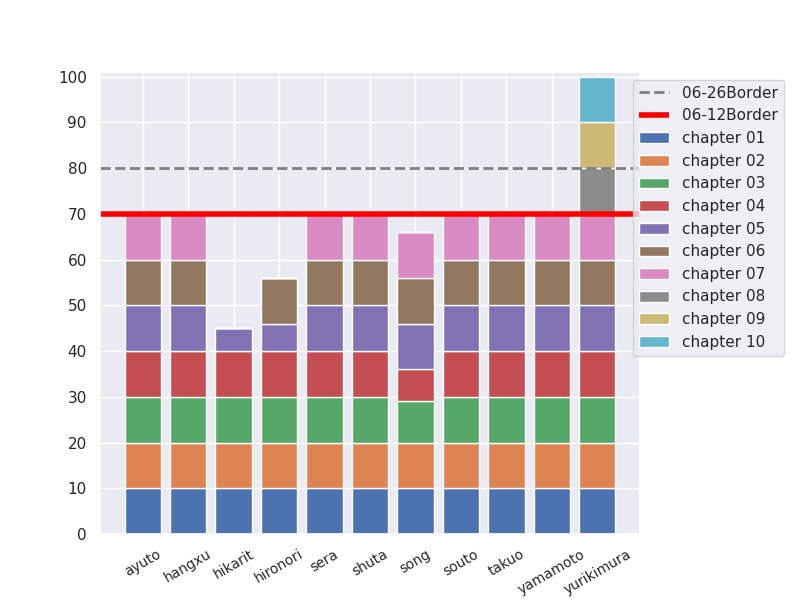 100
90
80
70
60
50
40
30
20
10
0
ayuto
hangxu
hikarit
hironori
sera
shuta
song
souto
takuo
yamamoto
yurikimura
06-26Border
06-12Border
chapter 01
chapter 02
chapter 03
chapter 04
chapter 05
chapter 06
chapter 07
chapter 08
chapter 09
chapter 10